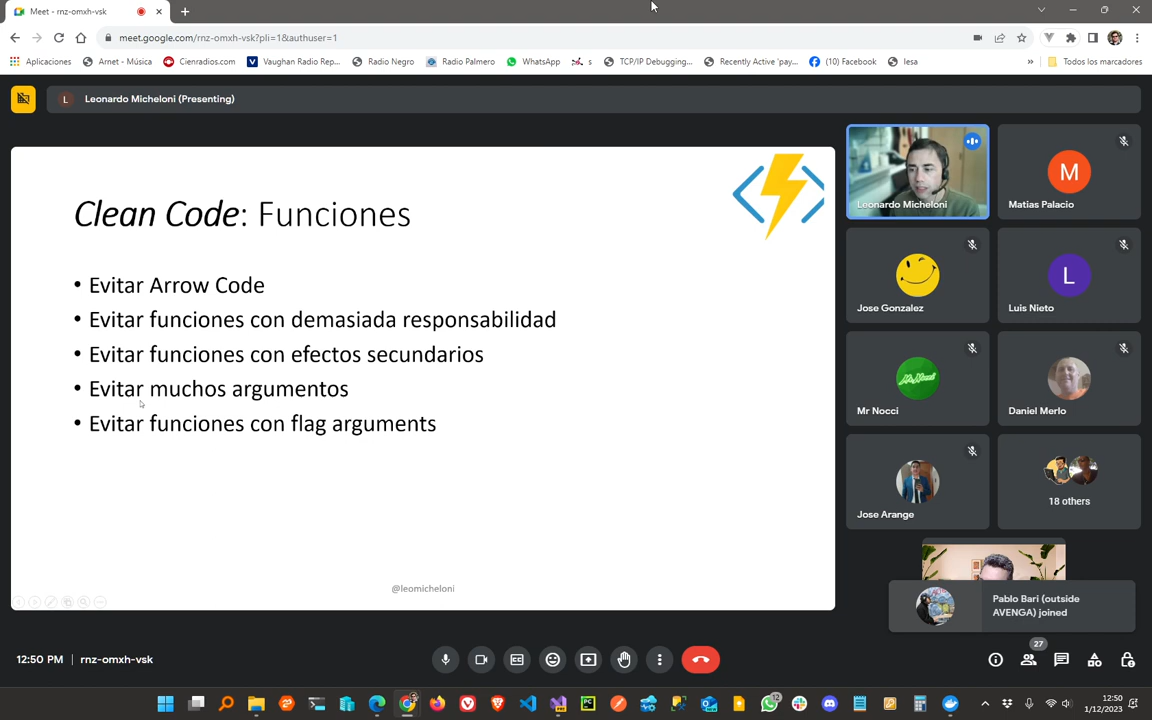 Meet - rnz-omxh-vsk
meet.google.com/rnz-omxh-vsk?pli=1&authuser=1
Aplicaciones
Arnet - Música
Cienradios.com
Vaughan Radio Rep...
Radio Negro
Radio Palmero
WhatsApp
s
TCP/IP Debugging...
Recently Active 'pay...
(10) Facebook
Iesa
»
Todos los marcadores
L
Leonardo Micheloni (Presenting)
Clean Code: Funciones
• Evitar Arrow Code
• Evitar funciones con demasiada responsabilidad
• Evitar funciones con efectos secundarios
• Evitar muchos argumentos
• Evitar funciones con flag arguments
@leomicheloni
Leonardo Micheloni
M
Matias Palacio
Jose Gonzalez
L
Luis Nieto
Mr Nocci
Mr Nocci
Daniel Merlo
Jose Arange
18 others
Pablo Bari (outside
AVENGA) joined
12:50 PM | rnz-omxh-vsk
27
12
12:50
1/12/2023